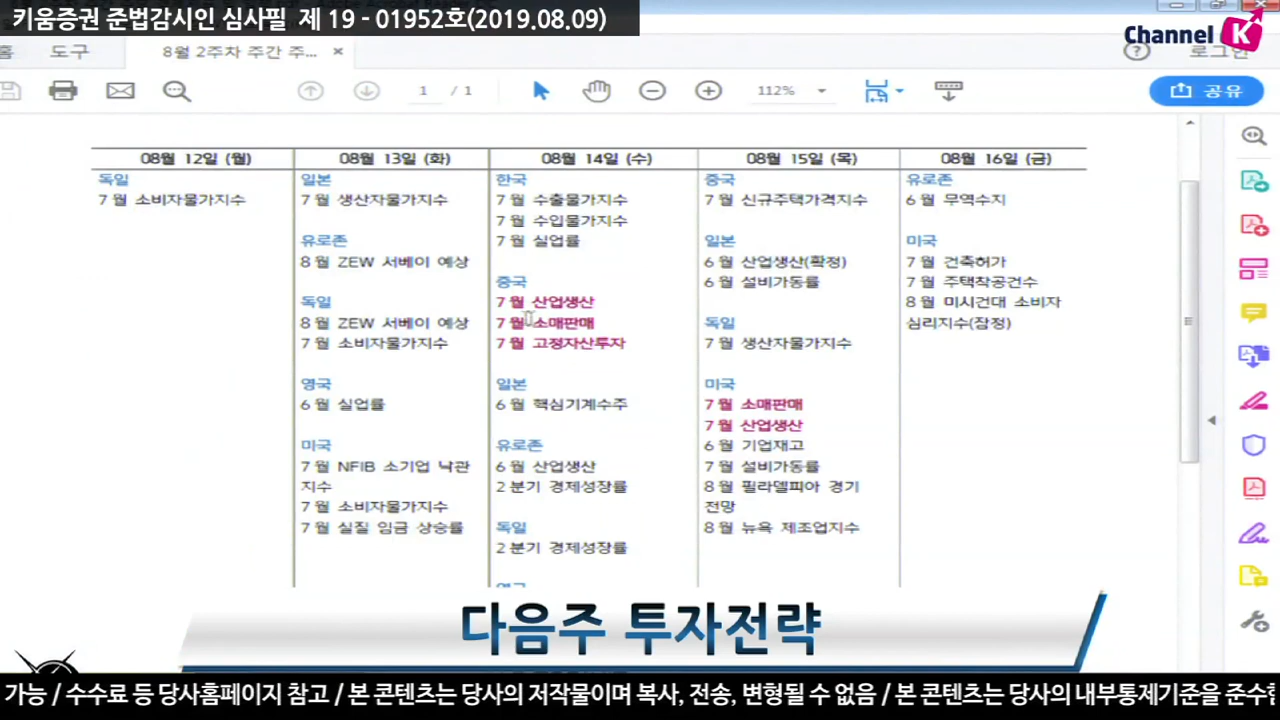 키움증권 준법감시인 심사필 제 19 - 01952호(2019.08.09)
Channel K
홈 도구 8월 2주차 주간 주... × ? 로그인
1 / 1 112% 공유
08월 12일 (월)
독일
7월 소비자물가지수
08월 13일 (화)
일본
7월 생산자물가지수
유로존
8월 ZEW 서베이 예상
독일
8월 ZEW 서베이 예상
7월 소비자물가지수
영국
6월 실업률
미국
7월 NFIB 소기업 낙관
지수
7월 소비자물가지수
7월 실질 임금 상승률
08월 14일 (수)
한국
7월 수출물가지수
7월 수입물가지수
7월 실업률
중국
7월 산업생산
7월 소매판매
7월 고정자산투자
일본
6월 핵심기계수주
유로존
6월 산업생산
2분기 경제성장률
독일
2분기 경제성장률
08월 15일 (목)
중국
7월 신규주택가격지수
일본
6월 산업생산(확정)
6월 설비가동률
독일
7월 생산자물가지수
미국
7월 소매판매
7월 산업생산
6월 기업재고
7월 설비가동률
8월 필라델피아 경기
전망
8월 뉴욕 제조업지수
08월 16일 (금)
유로존
6월 무역수지
미국
7월 건축허가
7월 주택착공건수
8월 미시건대 소비자
심리지수(잠정)
다음주 투자전략
가능 / 수수료 등 당사홈페이지 참고 / 본 콘텐츠는 당사의 저작물이며 복사, 전송, 변형될 수 없음 / 본 콘텐츠는 당사의 내부통제기준을 준수한